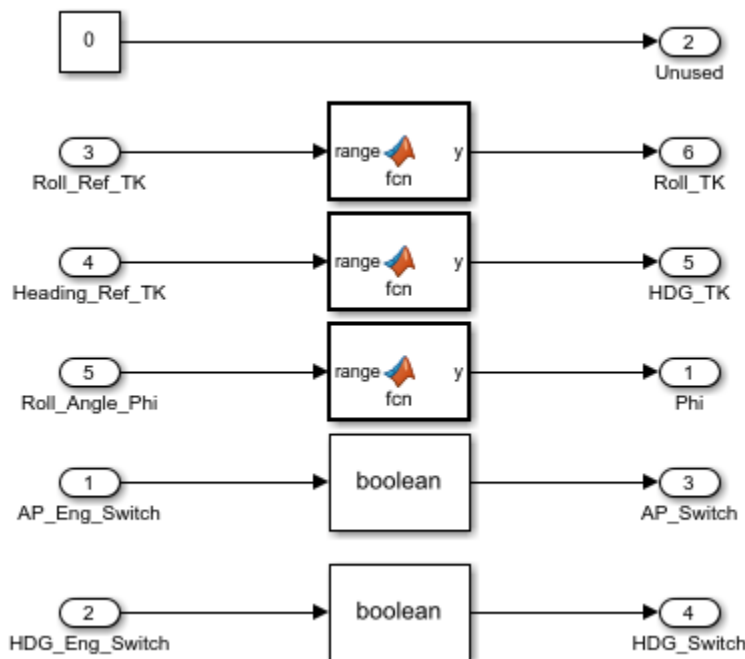 0
2
Unused
3
Roll_Ref_TK
range
y
fcn
6
Roll_TK
4
Heading_Ref_TK
range
y
fcn
5
HDG_TK
5
Roll_Angle_Phi
range
y
fcn
1
Phi
1
AP_Eng_Switch
boolean
3
AP_Switch
2
HDG_Eng_Switch
boolean
4
HDG_Switch